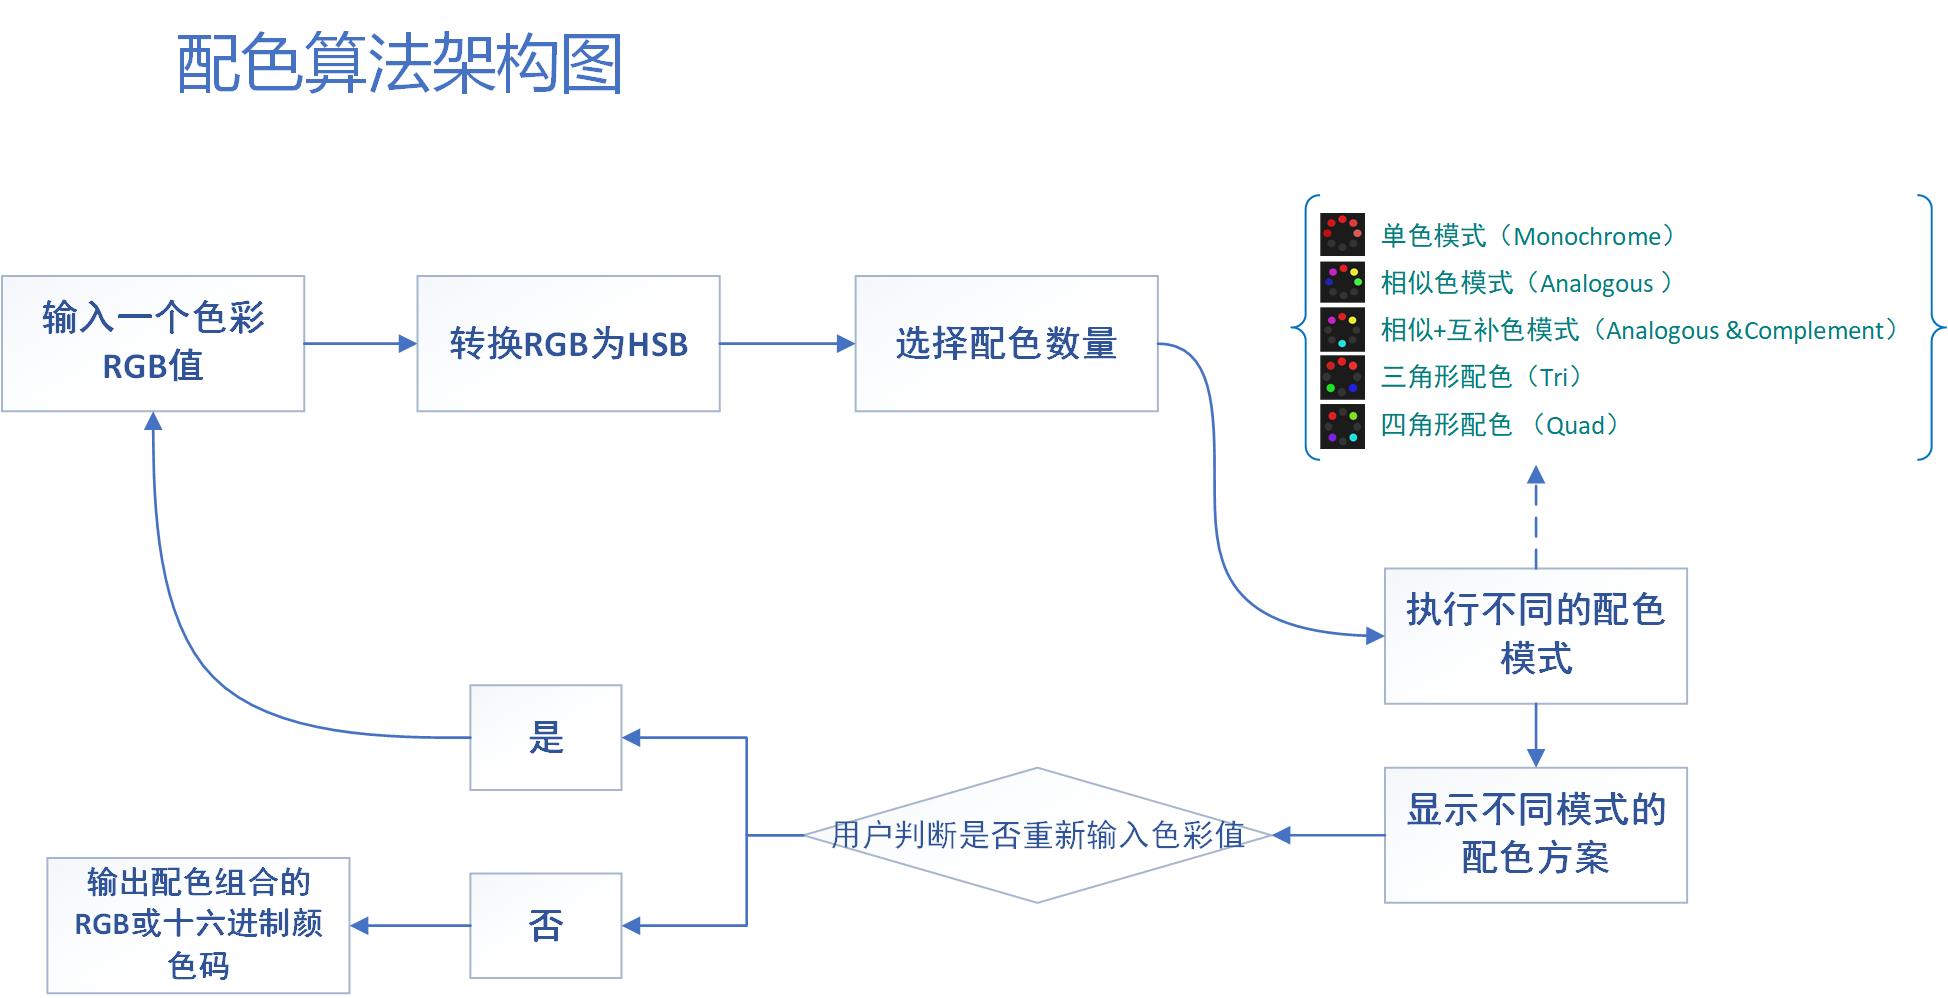 配色算法架构图
输入一个色彩
RGB值
转换RGB为HSB
选择配色数量
单色模式（Monochrome）
相似色模式（Analogous ）
相似+互补色模式（Analogous &Complement）
三角形配色（Tri）
四角形配色 （Quad）
执行不同的配色
模式
显示不同模式的
配色方案
用户判断是否重新输入色彩值
是
否
输出配色组合的
RGB或十六进制颜
色码